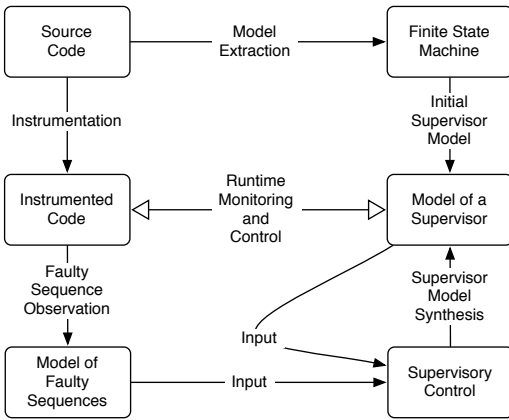 Source
Code
Model
Extraction
Finite State
Machine
Instrumentation
Initial
Supervisor
Model
Instrumented
Code
Runtime
Monitoring
and
Control
Model of a
Supervisor
Faulty
Sequence
Observation
Supervisor
Model
Synthesis
Input
Model of
Faulty
Sequences
Input
Supervisory
Control